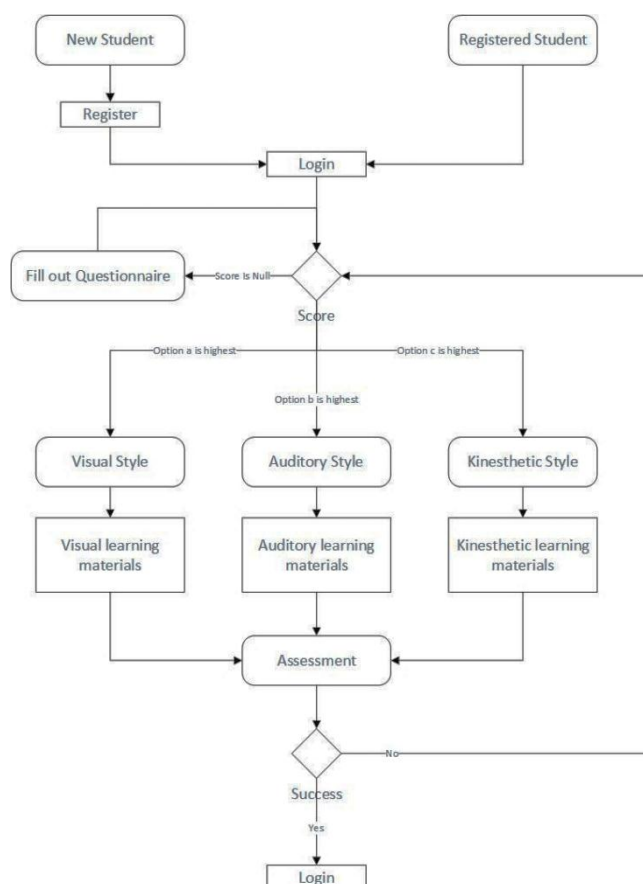 New Student
Registered Student
Register
Login
Fill out Questionnaire
Score Is Null
Score
Option a is highest
Option c is highest
Option b is highest
Visual Style
Auditory Style
Kinesthetic Style
Visual learning
materials
Auditory learning
materials
Kinesthetic learning
materials
Assessment
No
Success
Yes
Login